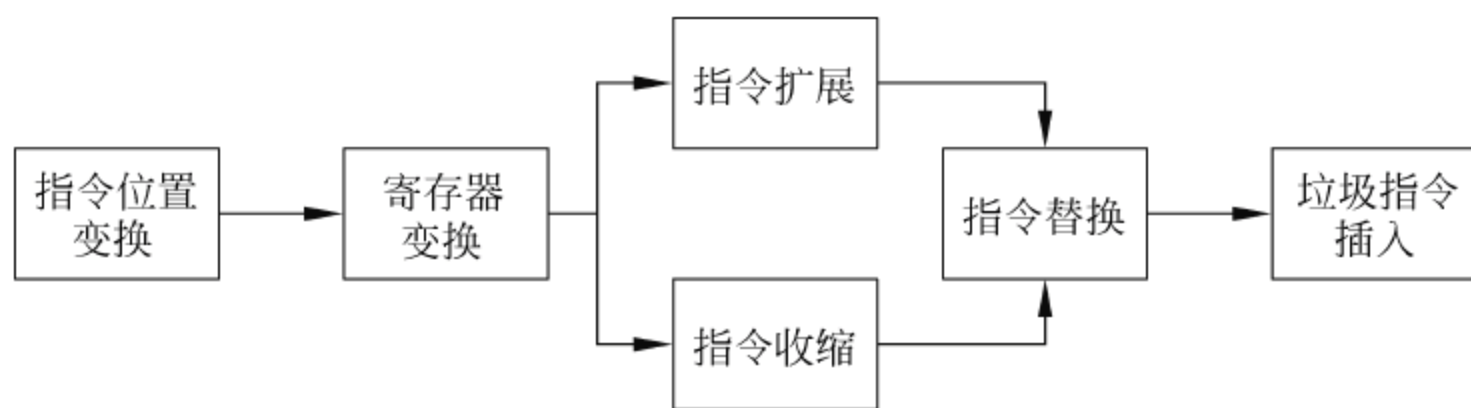 指令位置
变换
寄存器
变换
指令扩展
指令收缩
指令替换
垃圾指令
插入